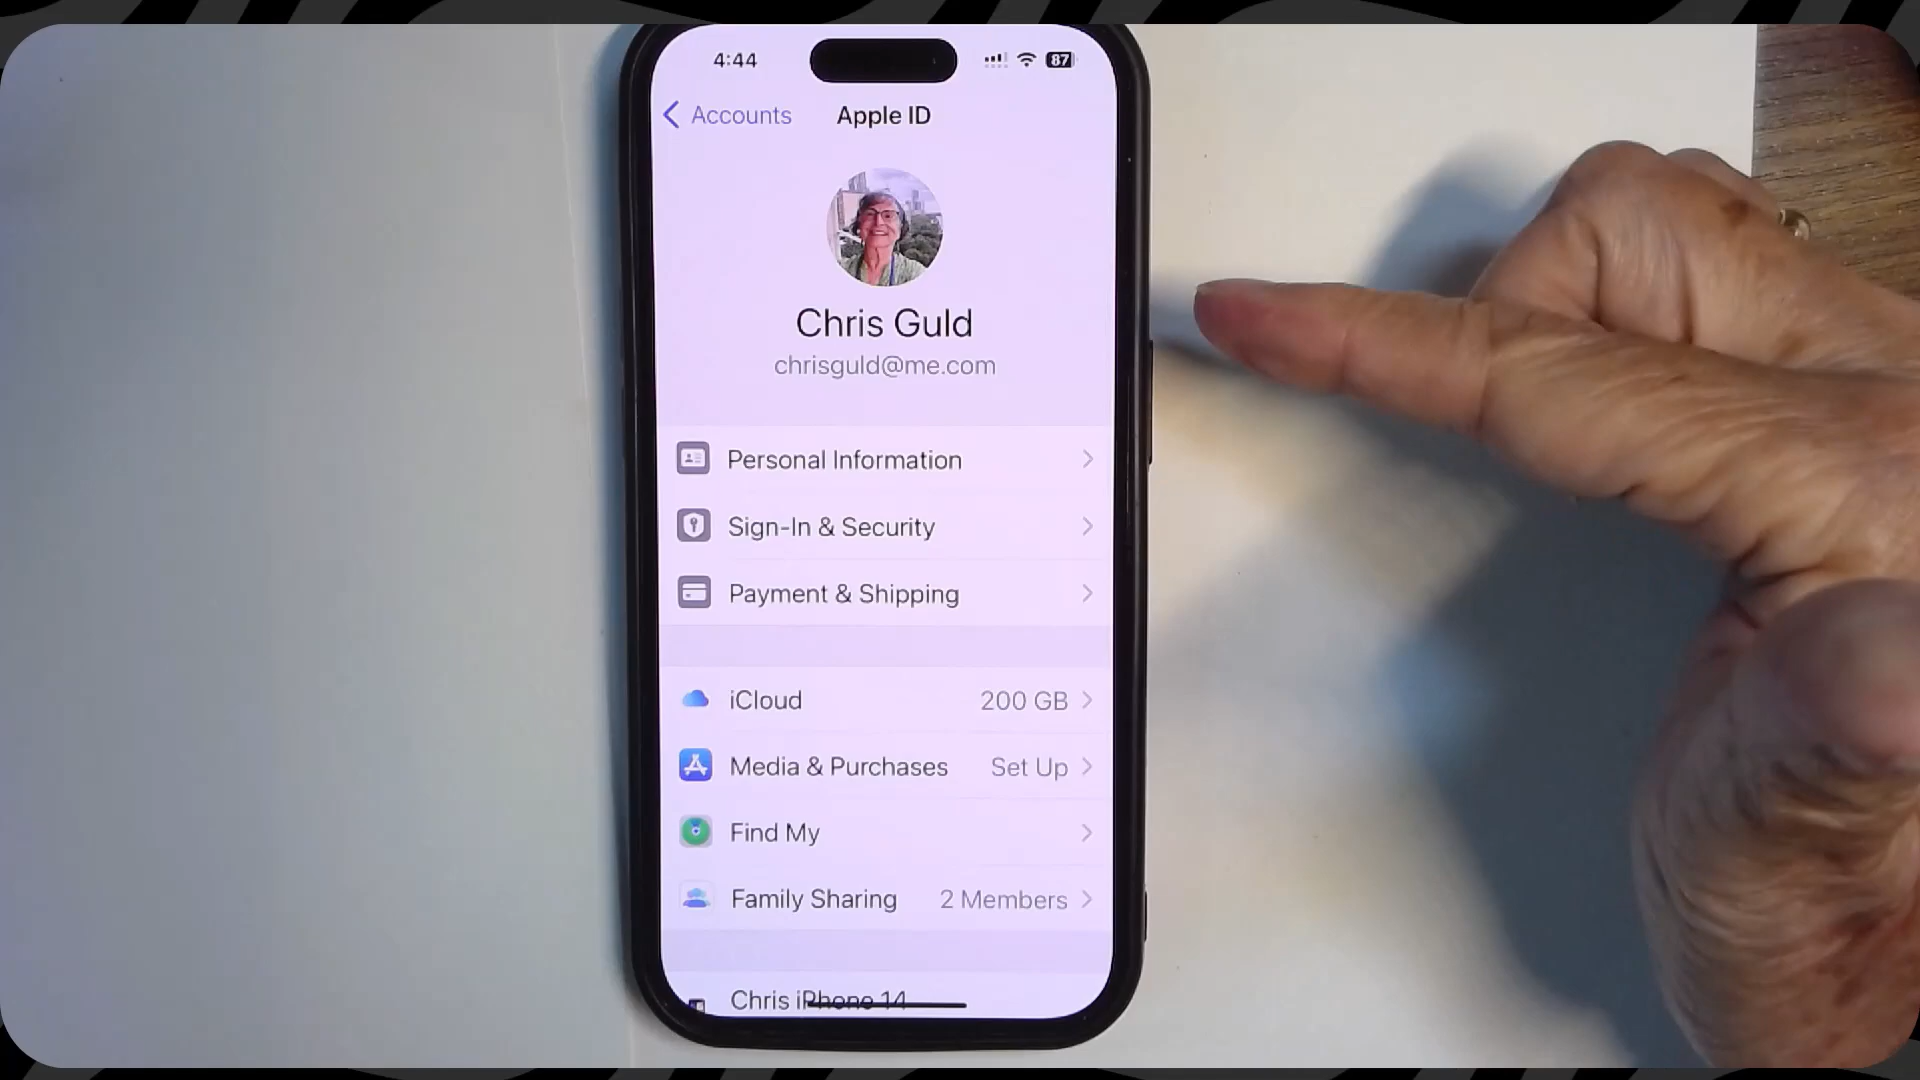 4:44
87
Accounts
Apple ID
Chris Guld
chrisguld@me.com
Personal Information
Sign-In & Security
Payment & Shipping
iCloud 200 GB
Media & Purchases Set Up
Find My
Family Sharing 2 Members
Chris iPhone 14